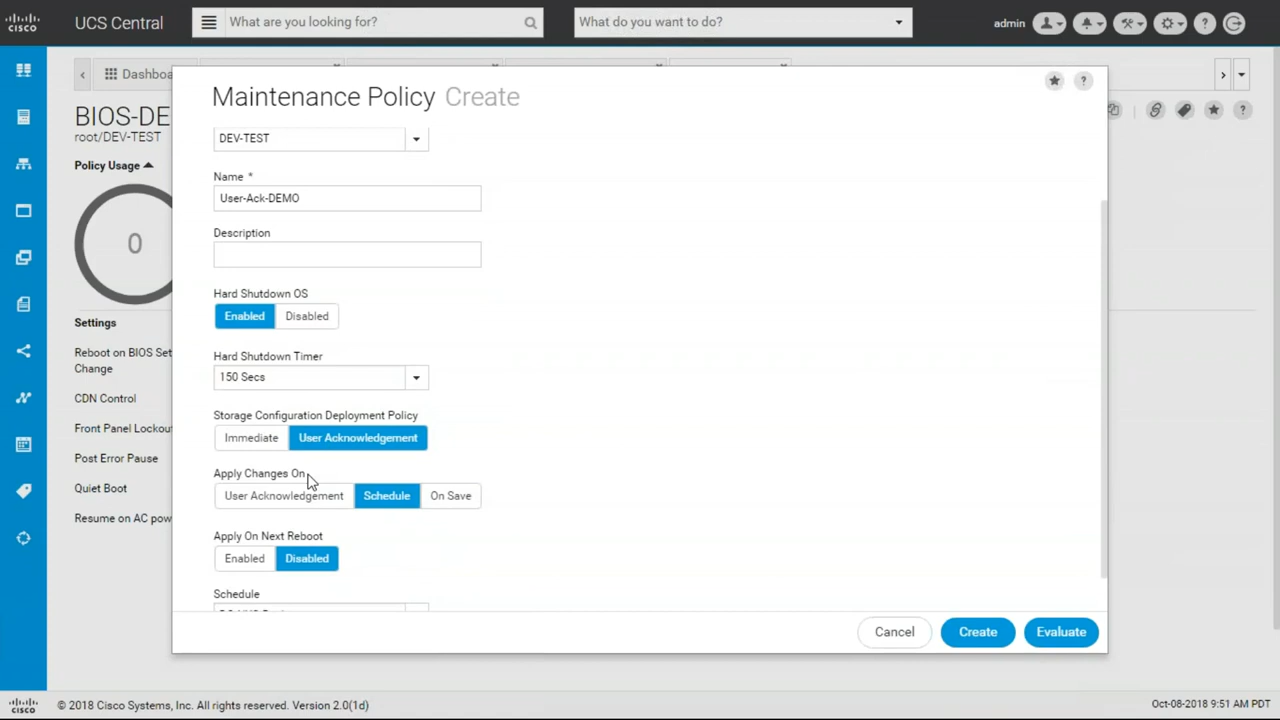 cisco
UCS Central
What are you looking for?
What do you want to do?
admin
?
Dashboa
BIOS-DE
root/DEV-TEST
Policy Usage
0
Settings
Reboot on BIOS Set
Change
CDN Control
Front Panel Lockout
Post Error Pause
Quiet Boot
Resume on AC pow
?
Maintenance Policy Create
?
DEV-TEST
Name *
User-Ack-DEMO
Description
Hard Shutdown OS
Enabled Disabled
Hard Shutdown Timer
150 Secs
Storage Configuration Deployment Policy
Immediate User Acknowledgement
Apply Changes On
User Acknowledgement Schedule On Save
Apply On Next Reboot
Enabled Disabled
Schedule
Cancel Create Evaluate
cisco
© 2018 Cisco Systems, Inc. All rights reserved. Version 2.0(1d)
Oct-08-2018 9:51 AM PDT